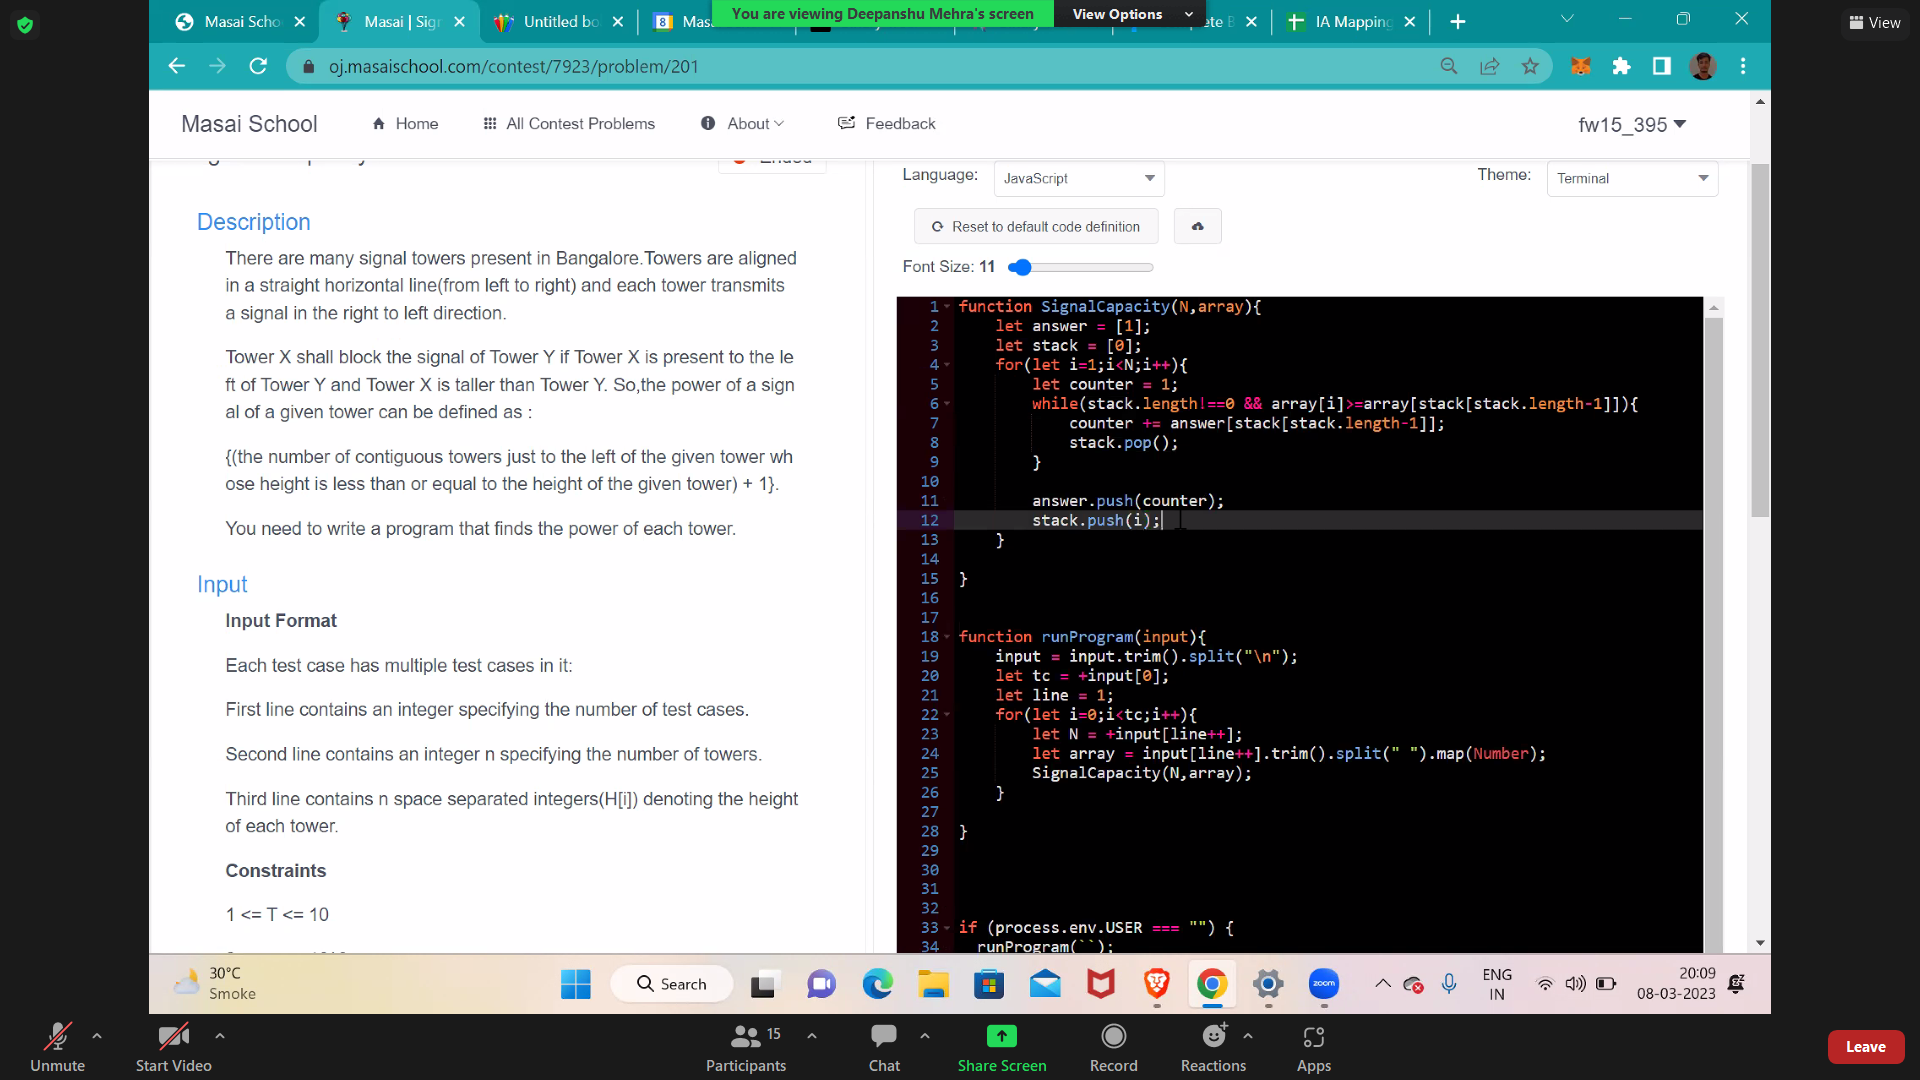 Masai Scho
Masai | Sig
Untitled bo
Mas
ete B
IA Mapping
You are viewing Deepanshu Mehra's screen
View Options
View
oj.masaischool.com/contest/7923/problem/201
Masai School
Home
All Contest Problems
About
Feedback
fw15_395
Ended
Language:
JavaScript
Theme:
Terminal
Reset to default code definition
Font Size: 11
Description
There are many signal towers present in Bangalore.Towers are aligned
in a straight horizontal line(from left to right) and each tower transmits
a signal in the right to left direction.
Tower X shall block the signal of Tower Y if Tower X is present to the le
ft of Tower Y and Tower X is taller than Tower Y. So,the power of a sign
al of a given tower can be defined as :
{(the number of contiguous towers just to the left of the given tower wh
ose height is less than or equal to the height of the given tower) + 1}.
You need to write a program that finds the power of each tower.
Input
Input Format
Each test case has multiple test cases in it:
First line contains an integer specifying the number of test cases.
Second line contains an integer n specifying the number of towers.
Third line contains n space separated integers(H[i]) denoting the height
of each tower.
Constraints
1 <= T <= 10
1 function SignalCapacity(N,array){
2 let answer = [1];
3 let stack = [0];
4 for(let i=1;i<N;i++){
5 let counter = 1;
6 while(stack.length!==0 && array[i]>=array[stack[stack.length-1]]){
7 counter += answer[stack[stack.length-1]];
8 stack.pop();
9 }
10
11 answer.push(counter);
12 stack.push(i);
13 }
14
15 }
16
17
18 function runProgram(input){
19 input = input.trim().split("\n");
20 let tc = +input[0];
21 let line = 1;
22 for(let i=0;i<tc;i++){
23 let N = +input[line++];
24 let array = input[line++].trim().split(" ").map(Number);
25 SignalCapacity(N,array);
26 }
27
28 }
29
30
31
32
33 if (process.env.USER === "") {
34 runProgram(``);
30°C
Smoke
Search
zoom
ENG
IN
20:09
08-03-2023
Unmute
Start Video
Participants
15
Chat
Share Screen
Record
Reactions
Apps
Leave